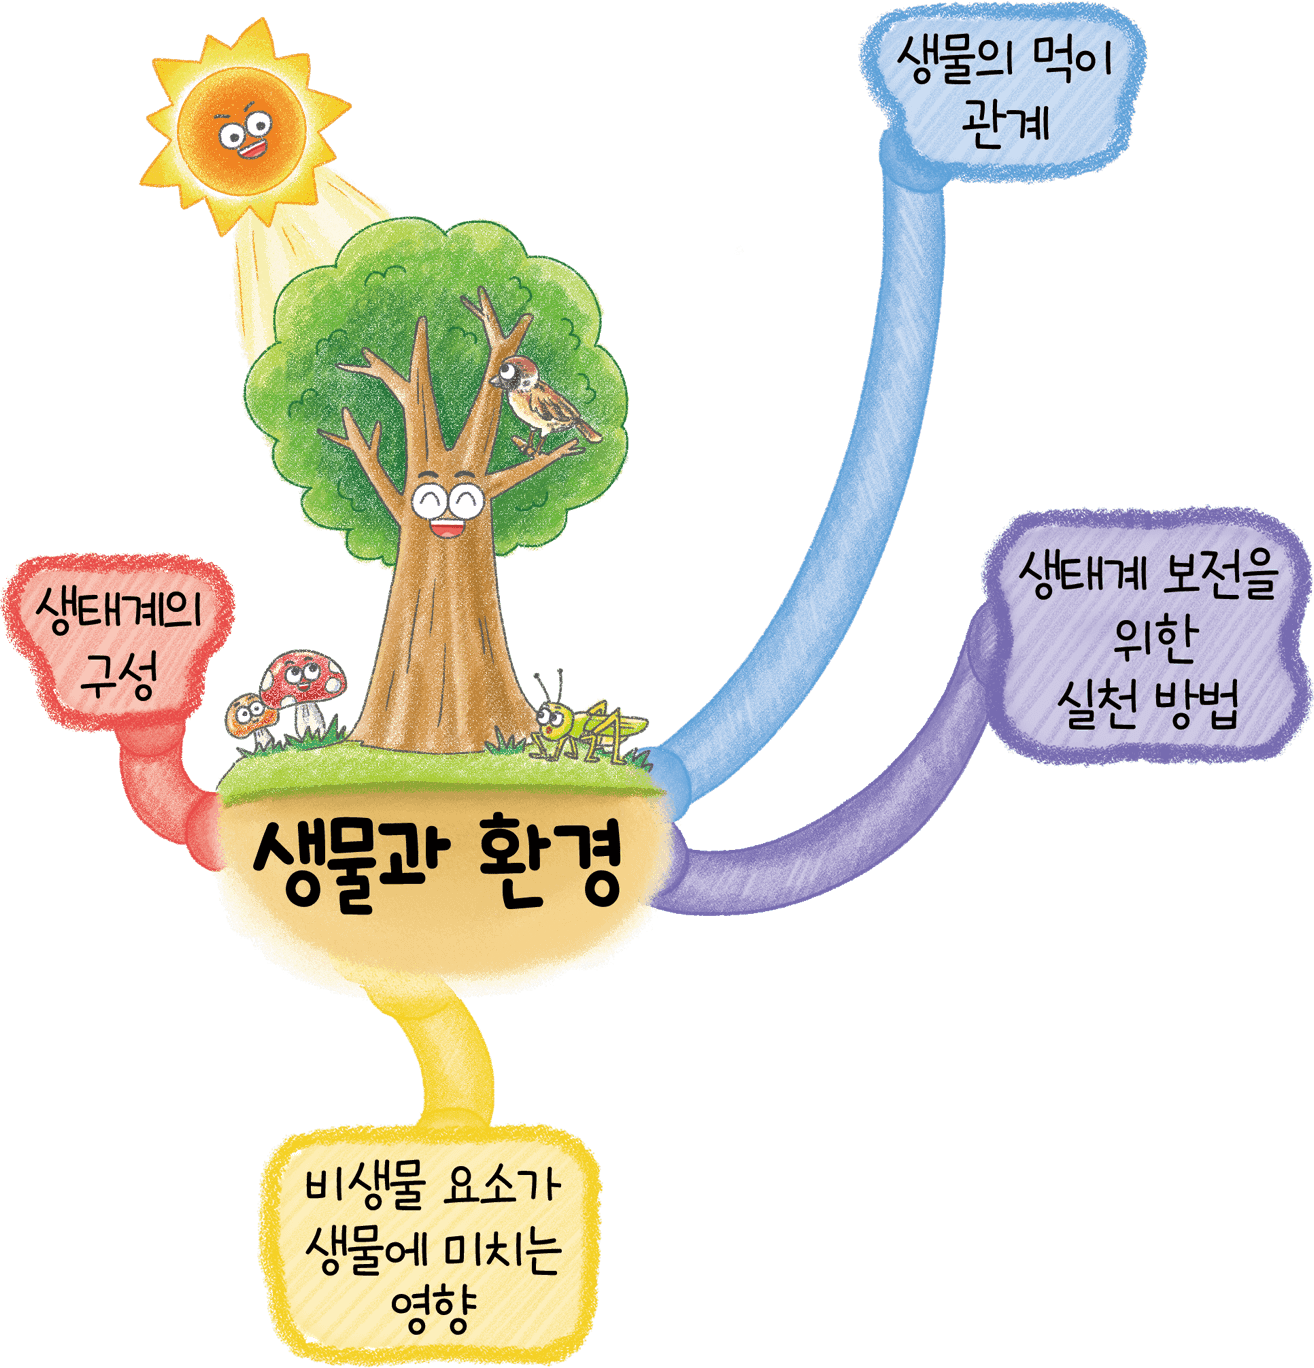 생물의 먹이
관계
생태계 보전을
위한
실천 방법
생태계의
구성
생물과 환경
비생물 요소가
생물에 미치는
영향